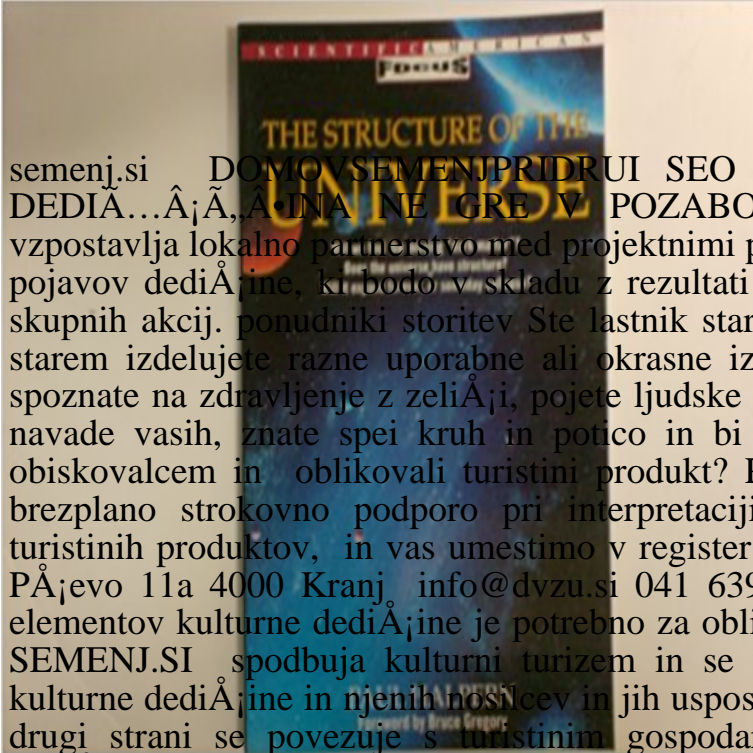 SCIENTIFIC AMERICAN
FOCUS
THE STRUCTURE OF THE
UNIVERSE
semenj.si DOMOVSEMENJPRIDRUI SEO
DEDIÃ…Â¡Ã„Â•INA NE GRE V POZABO
vzpostavlja lokalno partnerstvo med projektnimi
pojavov dediÅ¡ine, ki bodo v skladu z rezultati
skupnih akcij. ponudniki storitev Ste lastnik star
starem izdelujete razne uporabne ali okrasne iz
spoznate na zdravljenje z zeliÅ¡i, pojete ljudske
navade vasih, znate spei kruh in potico in bi
obiskovalcem in oblikovali turistini produkt?
brezplano strokovno podporo pri interpretaciji
turistinih produktov, in vas umestimo v register
PÅ¡evo 11a 4000 Kranj info@dvzu.si 041 639
elementov kulturne dediÅ¡ine je potrebno za obli
SEMENJ.SI spodbuja kulturni turizem in se
kulturne dediÅ¡ine in njenih nosilcev in jih uspos
drugi strani se povezuje s turistinim gospoda
Foreword by Bruce Gregory